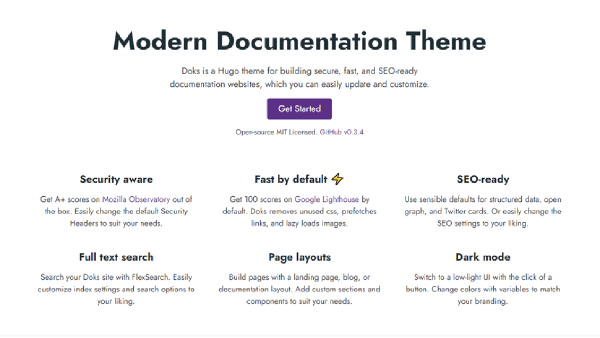 Modern Documentation Theme
Doks is a Hugo theme for building secure, fast, and SEO-ready
documentation websites, which you can easily update and customize.
Get Started
Open-source MIT Licensed. GitHub v0.3.4
Security aware
Get A+ scores on Mozilla Observatory out of
the box. Easily change the default Security
Headers to suit your needs.
Fast by default ⚡
Get 100 scores on Google Lighthouse by
default. Doks removes unused css, prefetches
links, and lazy loads images.
SEO-ready
Use sensible defaults for structured data, open
graph, and Twitter cards. Or easily change the
SEO settings to your liking.
Full text search
Search your Doks site with FlexSearch. Easily
customize index settings and search options to
your liking.
Page layouts
Build pages with a landing page, blog, or
documentation layout. Add custom sections and
components to suit your needs.
Dark mode
Switch to a low-light UI with the click of a
button. Change colors with variables to match
your branding.